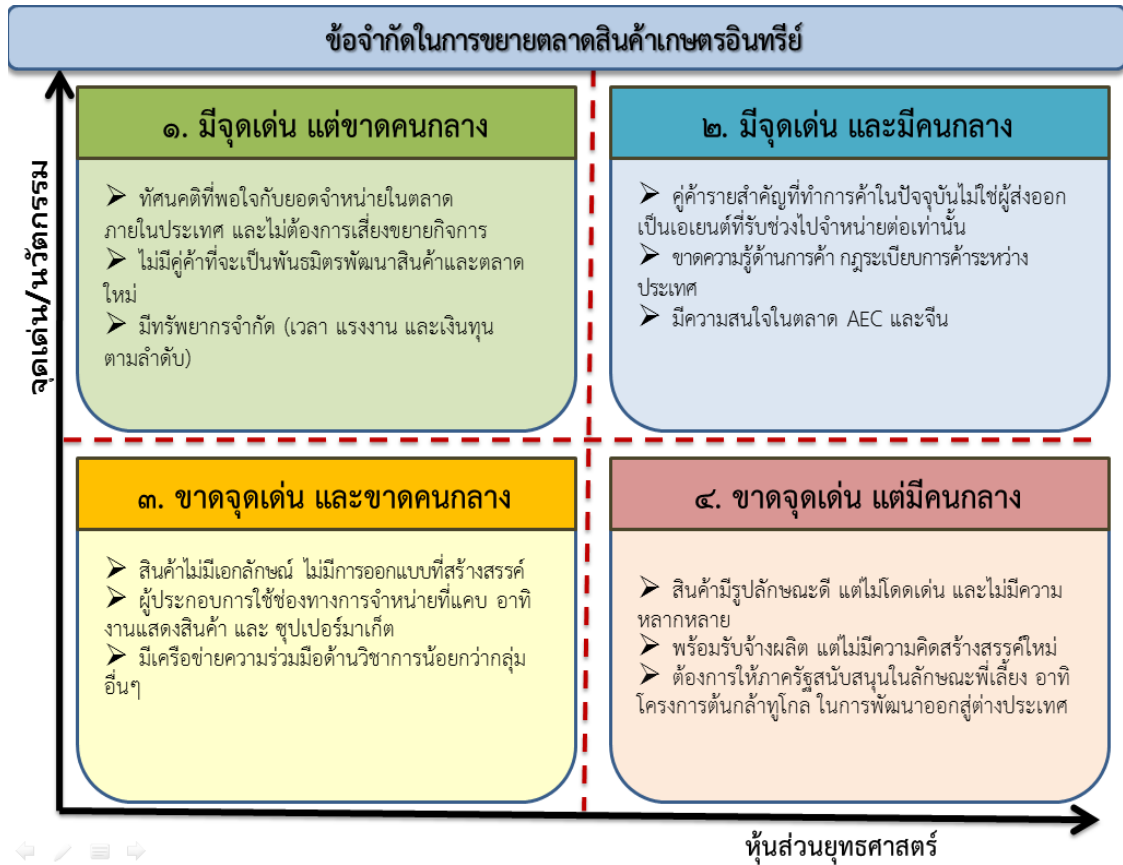 ข้อจำกัดในการขยายตลาดสินค้าเกษตรอินทรีย์
จุดเด่น/นวัตกรรม
๑. มีจุดเด่น แต่ขาดคนกลาง
➤ ทัศนคติที่พอใจกับยอดจำหน่ายในตลาด
ภายในประเทศ และไม่ต้องการเสี่ยงขยายกิจการ
➤ ไม่มีคู่ค้าที่จะเป็นพันธมิตรพัฒนาสินค้าและตลาด
ใหม่
➤ มีทรัพยากรจำกัด (เวลา แรงงาน และเงินทุน
ตามลำดับ)
๒. มีจุดเด่น และมีคนกลาง
➤ คู่ค้ารายสำคัญที่ทำการค้าในปัจจุบันไม่ใช่ผู้ส่งออก
เป็นเอเยนต์ที่รับช่วงไปจำหน่ายต่อเท่านั้น
➤ ขาดความรู้ด้านการค้า กฎระเบียบการค้าระหว่าง
ประเทศ
➤ มีความสนใจในตลาด AEC และจีน
๓. ขาดจุดเด่น และขาดคนกลาง
➤ สินค้าไม่มีเอกลักษณ์ ไม่มีการออกแบบที่สร้างสรรค์
➤ ผู้ประกอบการใช้ช่องทางการจำหน่ายที่แคบ อาทิ
งานแสดงสินค้า และ ซุปเปอร์มาเก็ต
➤ มีเครือข่ายความร่วมมือด้านวิชาการน้อยกว่ากลุ่ม
อื่นๆ
๔. ขาดจุดเด่น แต่มีคนกลาง
➤ สินค้ามีรูปลักษณะดี แต่ไม่โดดเด่น และไม่มีความ
หลากหลาย
➤ พร้อมรับจ้างผลิต แต่ไม่มีความคิดสร้างสรรค์ใหม่
➤ ต้องการให้ภาครัฐสนับสนุนในลักษณะพี่เลี้ยง อาทิ
โครงการต้นกล้าทูโกล ในการพัฒนาออกสู่ต่างประเทศ
หุ้นส่วนยุทธศาสตร์